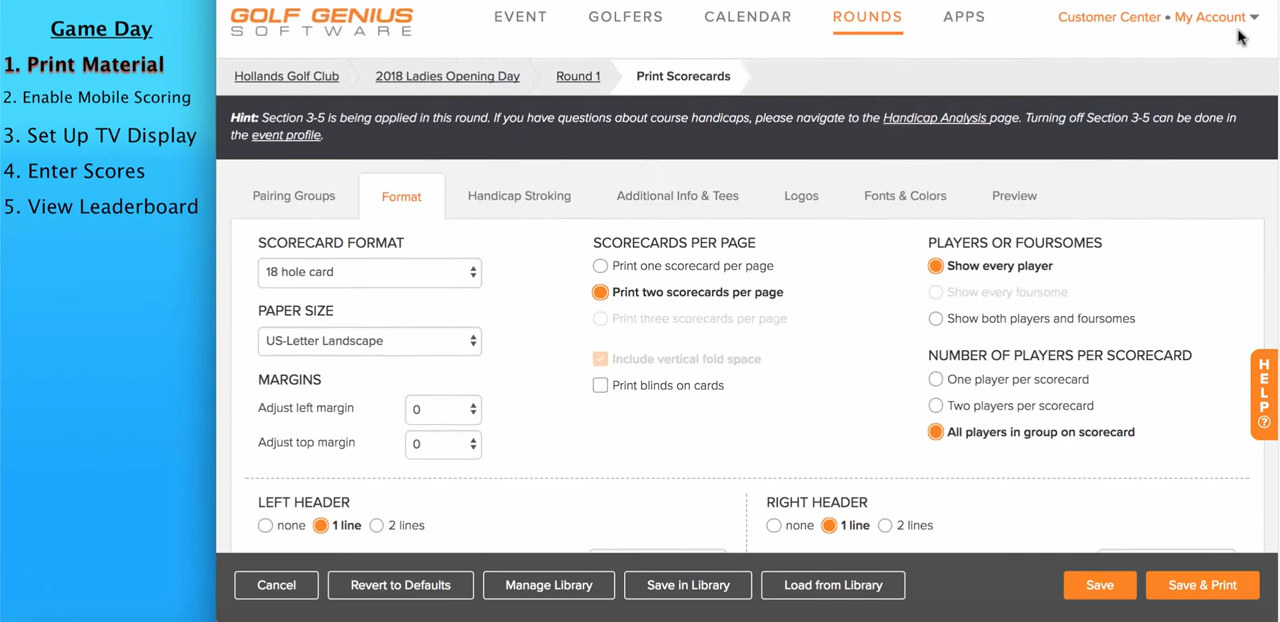 Game Day
1. Print Material
2. Enable Mobile Scoring
3. Set Up TV Display
4. Enter Scores
5. View Leaderboard
GOLF GENIUS
SOFTWARE
EVENT GOLFERS CALENDAR ROUNDS APPS
Customer Center • My Account
Hollands Golf Club 2018 Ladies Opening Day Round 1 Print Scorecards
Hint: Section 3-5 is being applied in this round. If you have questions about course handicaps, please navigate to the Handicap Analysis page. Turning off Section 3-5 can be done in
the event profile.
Pairing Groups Format Handicap Stroking Additional Info & Tees Logos Fonts & Colors Preview
SCORECARD FORMAT
18 hole card
PAPER SIZE
US-Letter Landscape
MARGINS
Adjust left margin 0
Adjust top margin 0
SCORECARDS PER PAGE
Print one scorecard per page
Print two scorecards per page
Print three scorecards per page
Include vertical fold space
Print blinds on cards
PLAYERS OR FOURSOMES
Show every player
Show every foursome
Show both players and foursomes
NUMBER OF PLAYERS PER SCORECARD
One player per scorecard
Two players per scorecard
All players in group on scorecard
HELP?
LEFT HEADER
none 1 line 2 lines
RIGHT HEADER
none 1 line 2 lines
Cancel Revert to Defaults Manage Library Save in Library Load from Library Save Save & Print